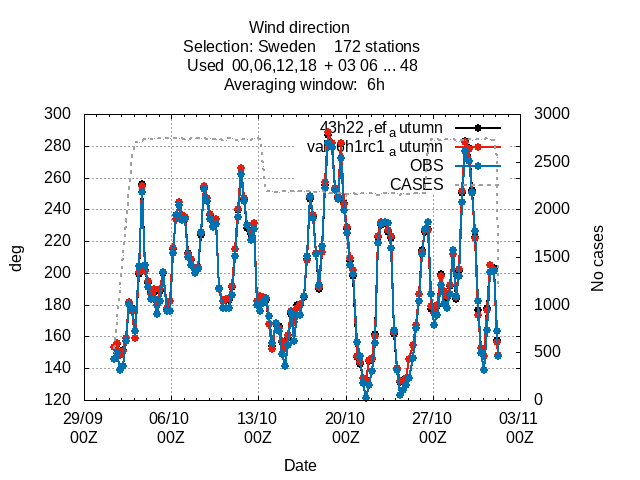 Wind direction
Selection: Sweden 172 stations
Used 00,06,12,18 + 03 06 ... 48
Averaging window: 6h
300 3000
280 2500
260
240 2000
220
200 1500
180 1000
160
140 500
120 0
43h22_ref_autumn
OBS
CASES
deg
No cases
29/09 06/10 13/10 20/10 27/10 03/11
00Z 00Z 00Z 00Z 00Z 00Z
Date